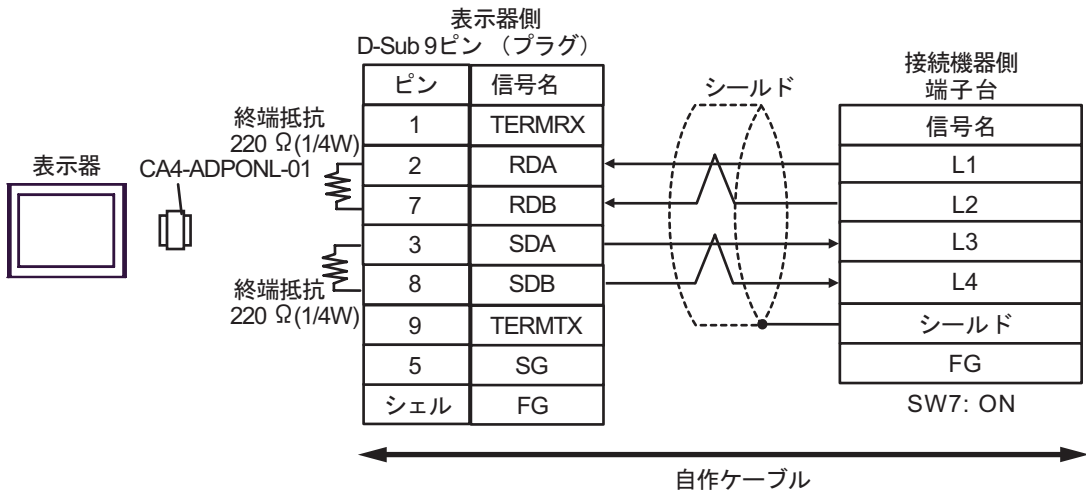 表示器側
D-Sub 9ピン （プラグ）
ピン 信号名
1 TERMRX
2 RDA
7 RDB
3 SDA
8 SDB
9 TERMTX
5 SG
シェル FG
終端抵抗
220 Ω(1/4W)
終端抵抗
220 Ω(1/4W)
表示器
CA4-ADPONL-01
シールド
接続機器側
端子台
信号名
L1
L2
L3
L4
シールド
FG
SW7: ON
自作ケーブル